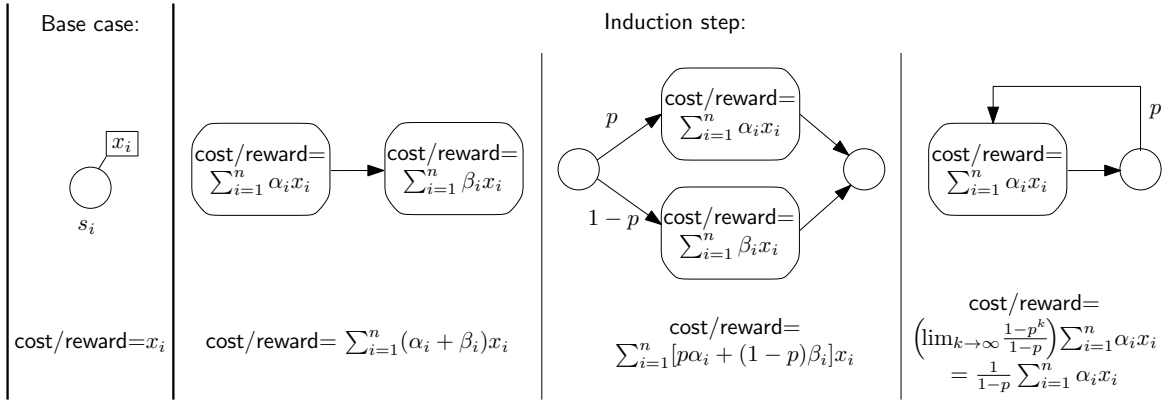 Base case:
Induction step:
x_i
s_i
cost/reward=x_i
cost/reward=
∑_{i=1}^{n} α_i x_i
cost/reward=
∑_{i=1}^{n} β_i x_i
cost/reward= ∑_{i=1}^{n}(α_i + β_i)x_i
p
1 − p
cost/reward=
∑_{i=1}^{n} α_i x_i
cost/reward=
∑_{i=1}^{n} β_i x_i
cost/reward=
∑_{i=1}^{n}[pα_i + (1 − p)β_i]x_i
p
cost/reward=
∑_{i=1}^{n} α_i x_i
cost/reward=
(lim_{k→∞} \frac{1−p^k}{1−p}) ∑_{i=1}^{n} α_i x_i
= \frac{1}{1−p} ∑_{i=1}^{n} α_i x_i